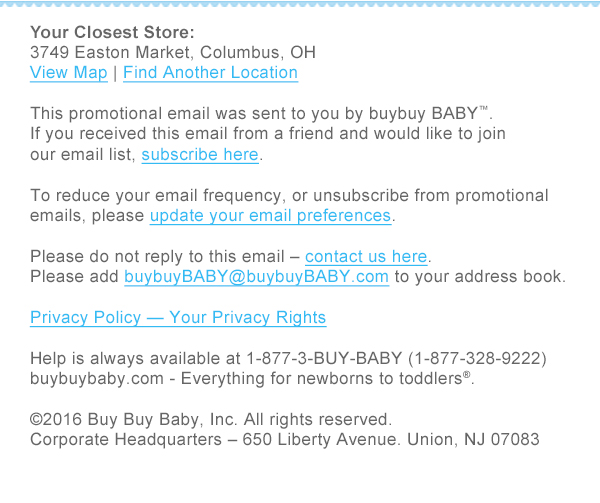 Your Closest Store:
3749 Easton Market, Columbus, OH
View Map | Find Another Location
This promotional email was sent to you by buybuy BABY™.
If you received this email from a friend and would like to join
our email list, subscribe here.
To reduce your email frequency, or unsubscribe from promotional
emails, please update your email preferences.
Please do not reply to this email – contact us here.
Please add buybuyBABY@buybuyBABY.com to your address book.
Privacy Policy — Your Privacy Rights
Help is always available at 1-877-3-BUY-BABY (1-877-328-9222)
buybuybaby.com - Everything for newborns to toddlers®.
©2016 Buy Buy Baby, Inc. All rights reserved.
Corporate Headquarters – 650 Liberty Avenue. Union, NJ 07083